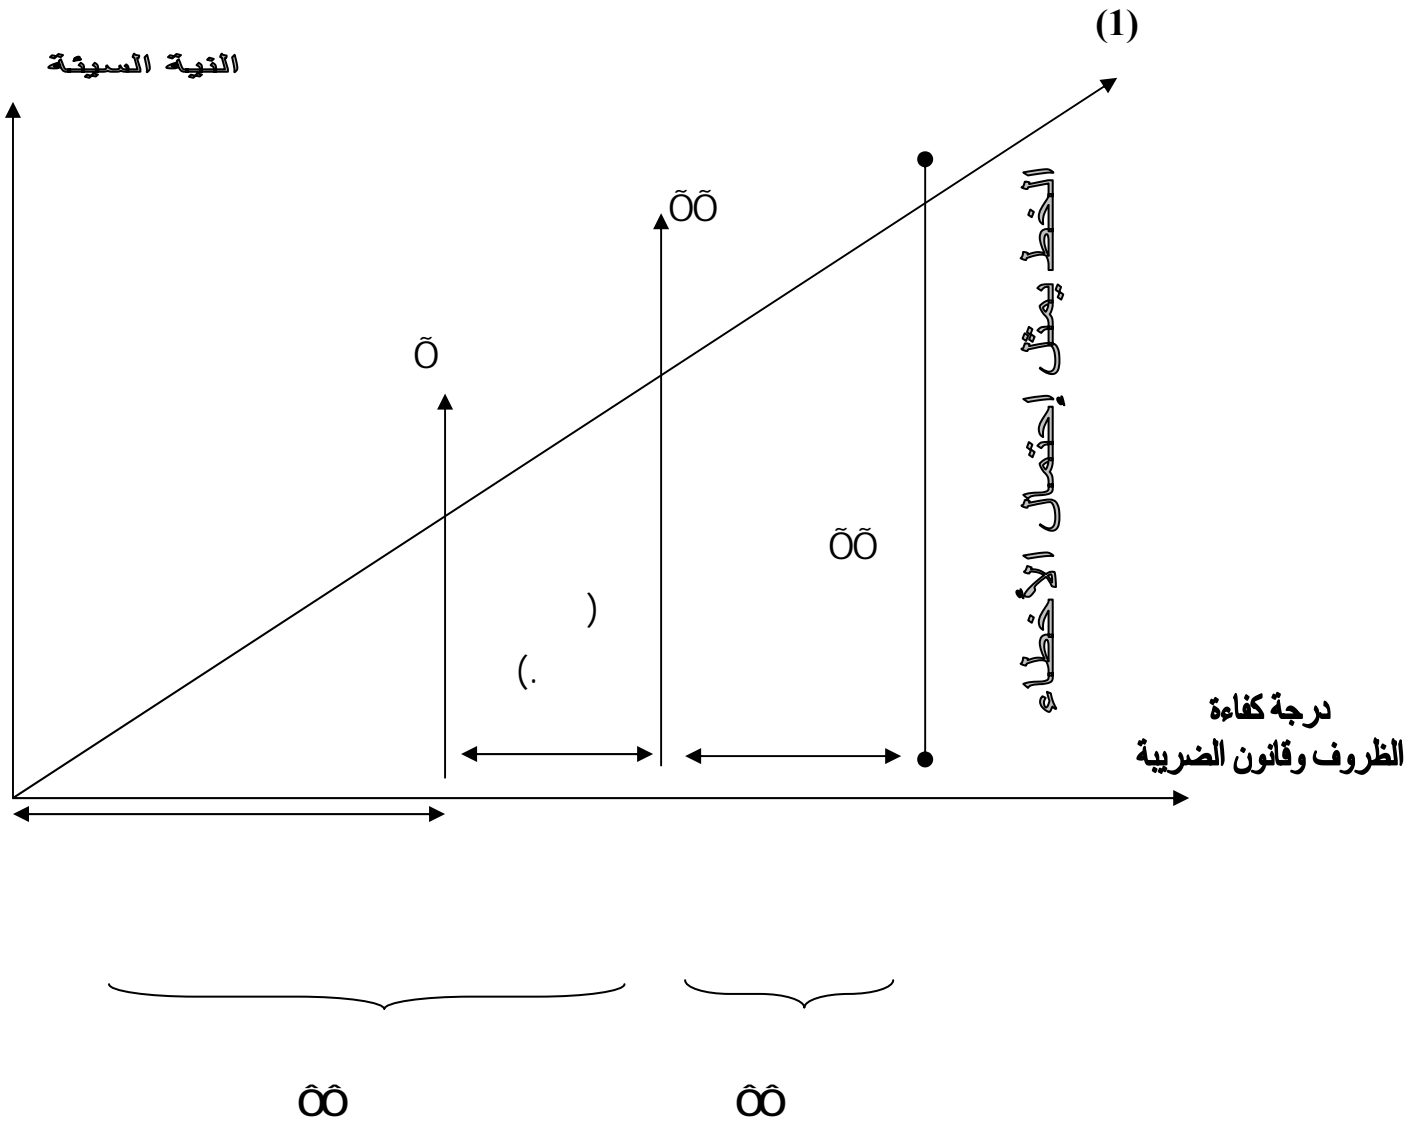 (1)
النية السيئة
ÕÕ
Õ
الخط يمثل إحتمال الأخطاء
ÕÕ
)
(.
درجة كفاءة
الظروف وقانون الضريبة
ÔÔ
ÔÔ